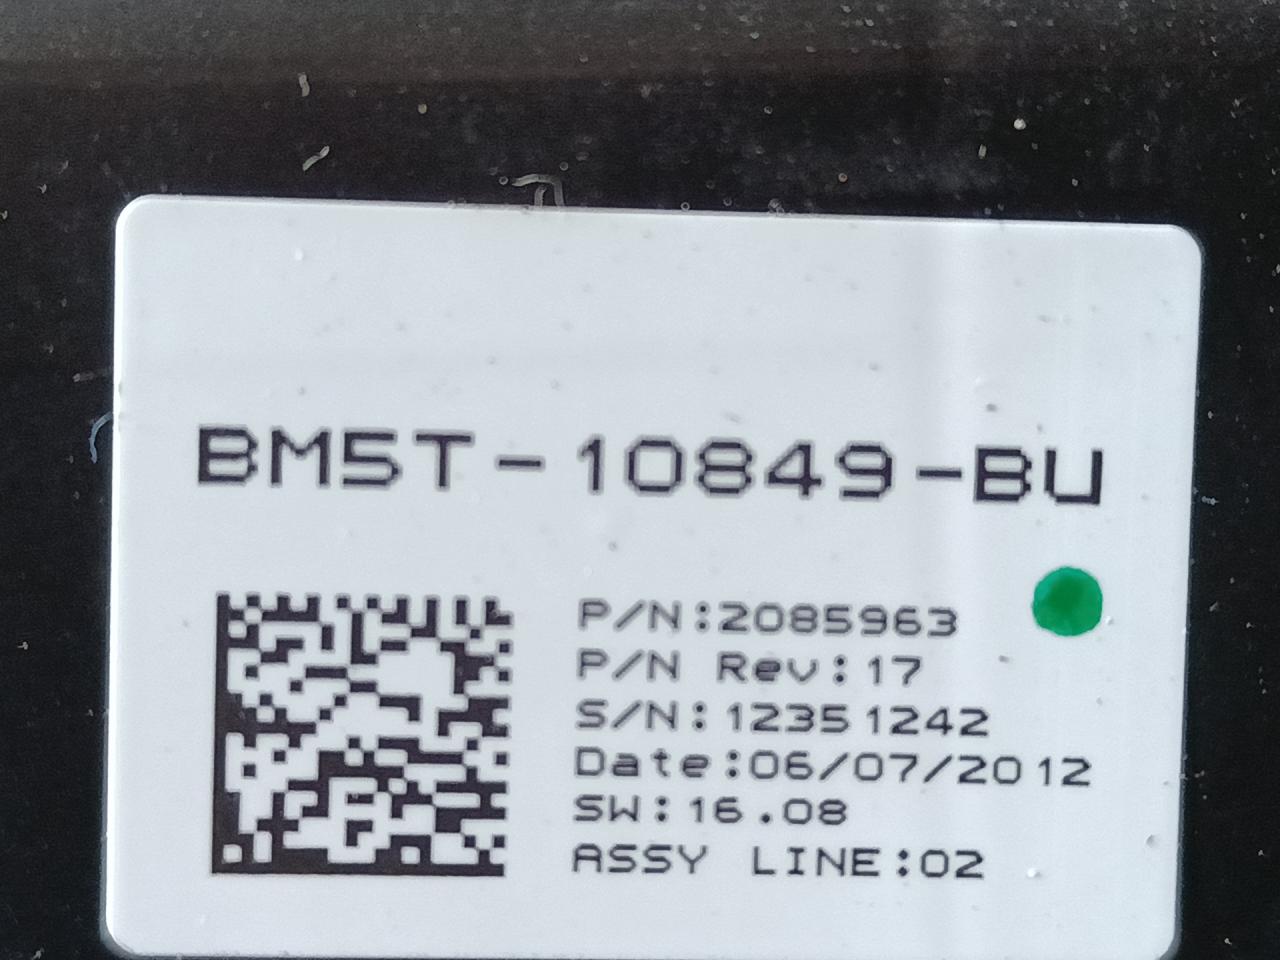 BM5T-10849-BU
P/N:2085963
P/N Rev:17
S/N:12351242
Date:06/07/2012
SW:16.08
ASSY LINE:02